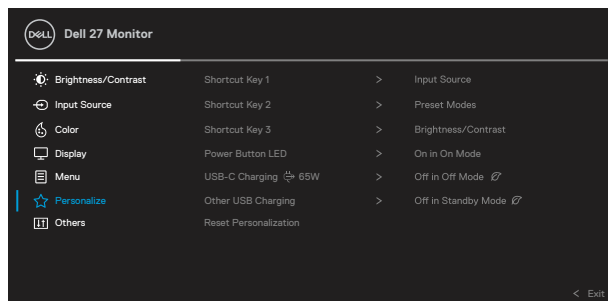 DELL Dell 27 Monitor
Brightness/Contrast Shortcut Key 1 > Input Source
Input Source Shortcut Key 2 > Preset Modes
Color Shortcut Key 3 > Brightness/Contrast
Display Power Button LED > On in On Mode
Menu USB-C Charging 65W > Off in Off Mode
Personalize Other USB Charging > Off in Standby Mode
Others Reset Personalization
< Exit